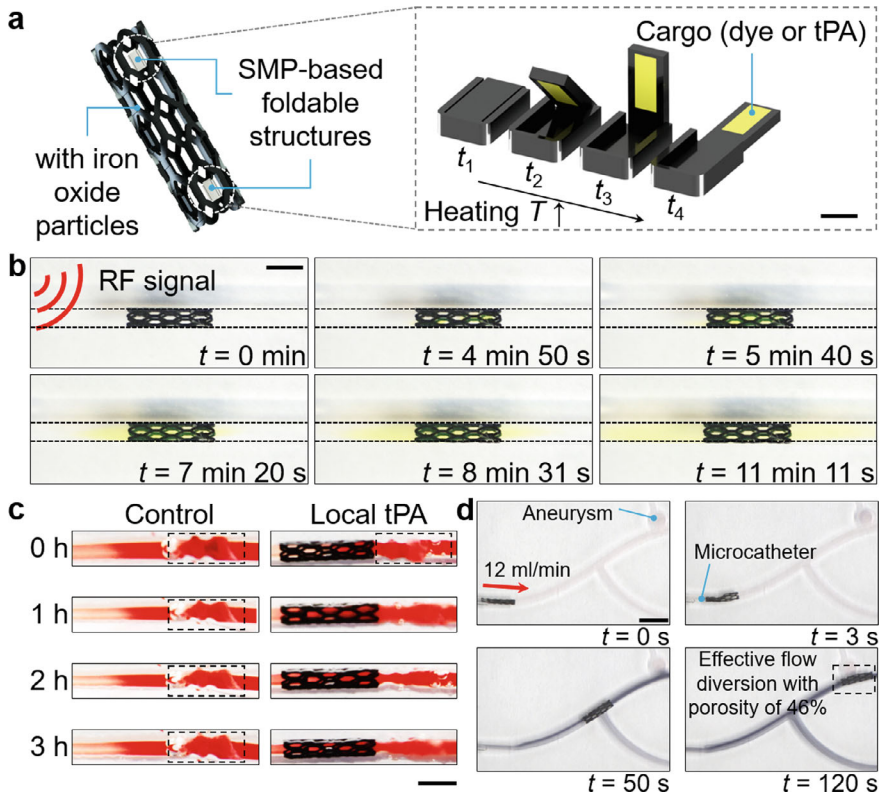 a
SMP-based
foldable
structures
with iron
oxide
particles
Cargo (dye or tPA)
t1
t2
t3
t4
Heating T ↑
b
RF signal
t = 0 min
t = 4 min 50 s
t = 5 min 40 s
t = 7 min 20 s
t = 8 min 31 s
t = 11 min 11 s
c
Control
Local tPA
0 h
1 h
2 h
3 h
d
Aneurysm
12 ml/min
t = 0 s
Microcatheter
t = 3 s
t = 50 s
Effective flow
diversion with
porosity of 46%
t = 120 s